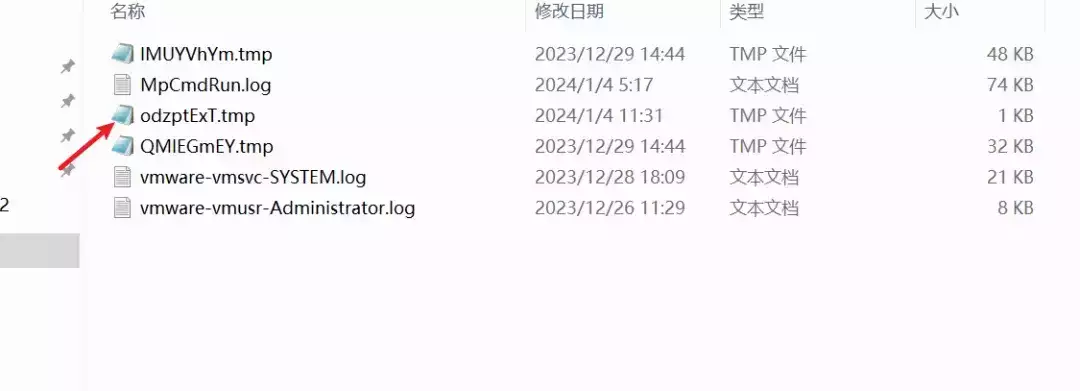 名称 修改日期 类型 大小
IMUYVhYm.tmp 2023/12/29 14:44 TMP 文件 48 KB
MpCmdRun.log 2024/1/4 5:17 文本文档 74 KB
odzptExT.tmp 2024/1/4 11:31 TMP 文件 1 KB
QMIEGmEY.tmp 2023/12/29 14:44 TMP 文件 32 KB
vmware-vmsvc-SYSTEM.log 2023/12/28 18:09 文本文档 21 KB
2 vmware-vmusr-Administrator.log 2023/12/26 11:29 文本文档 8 KB